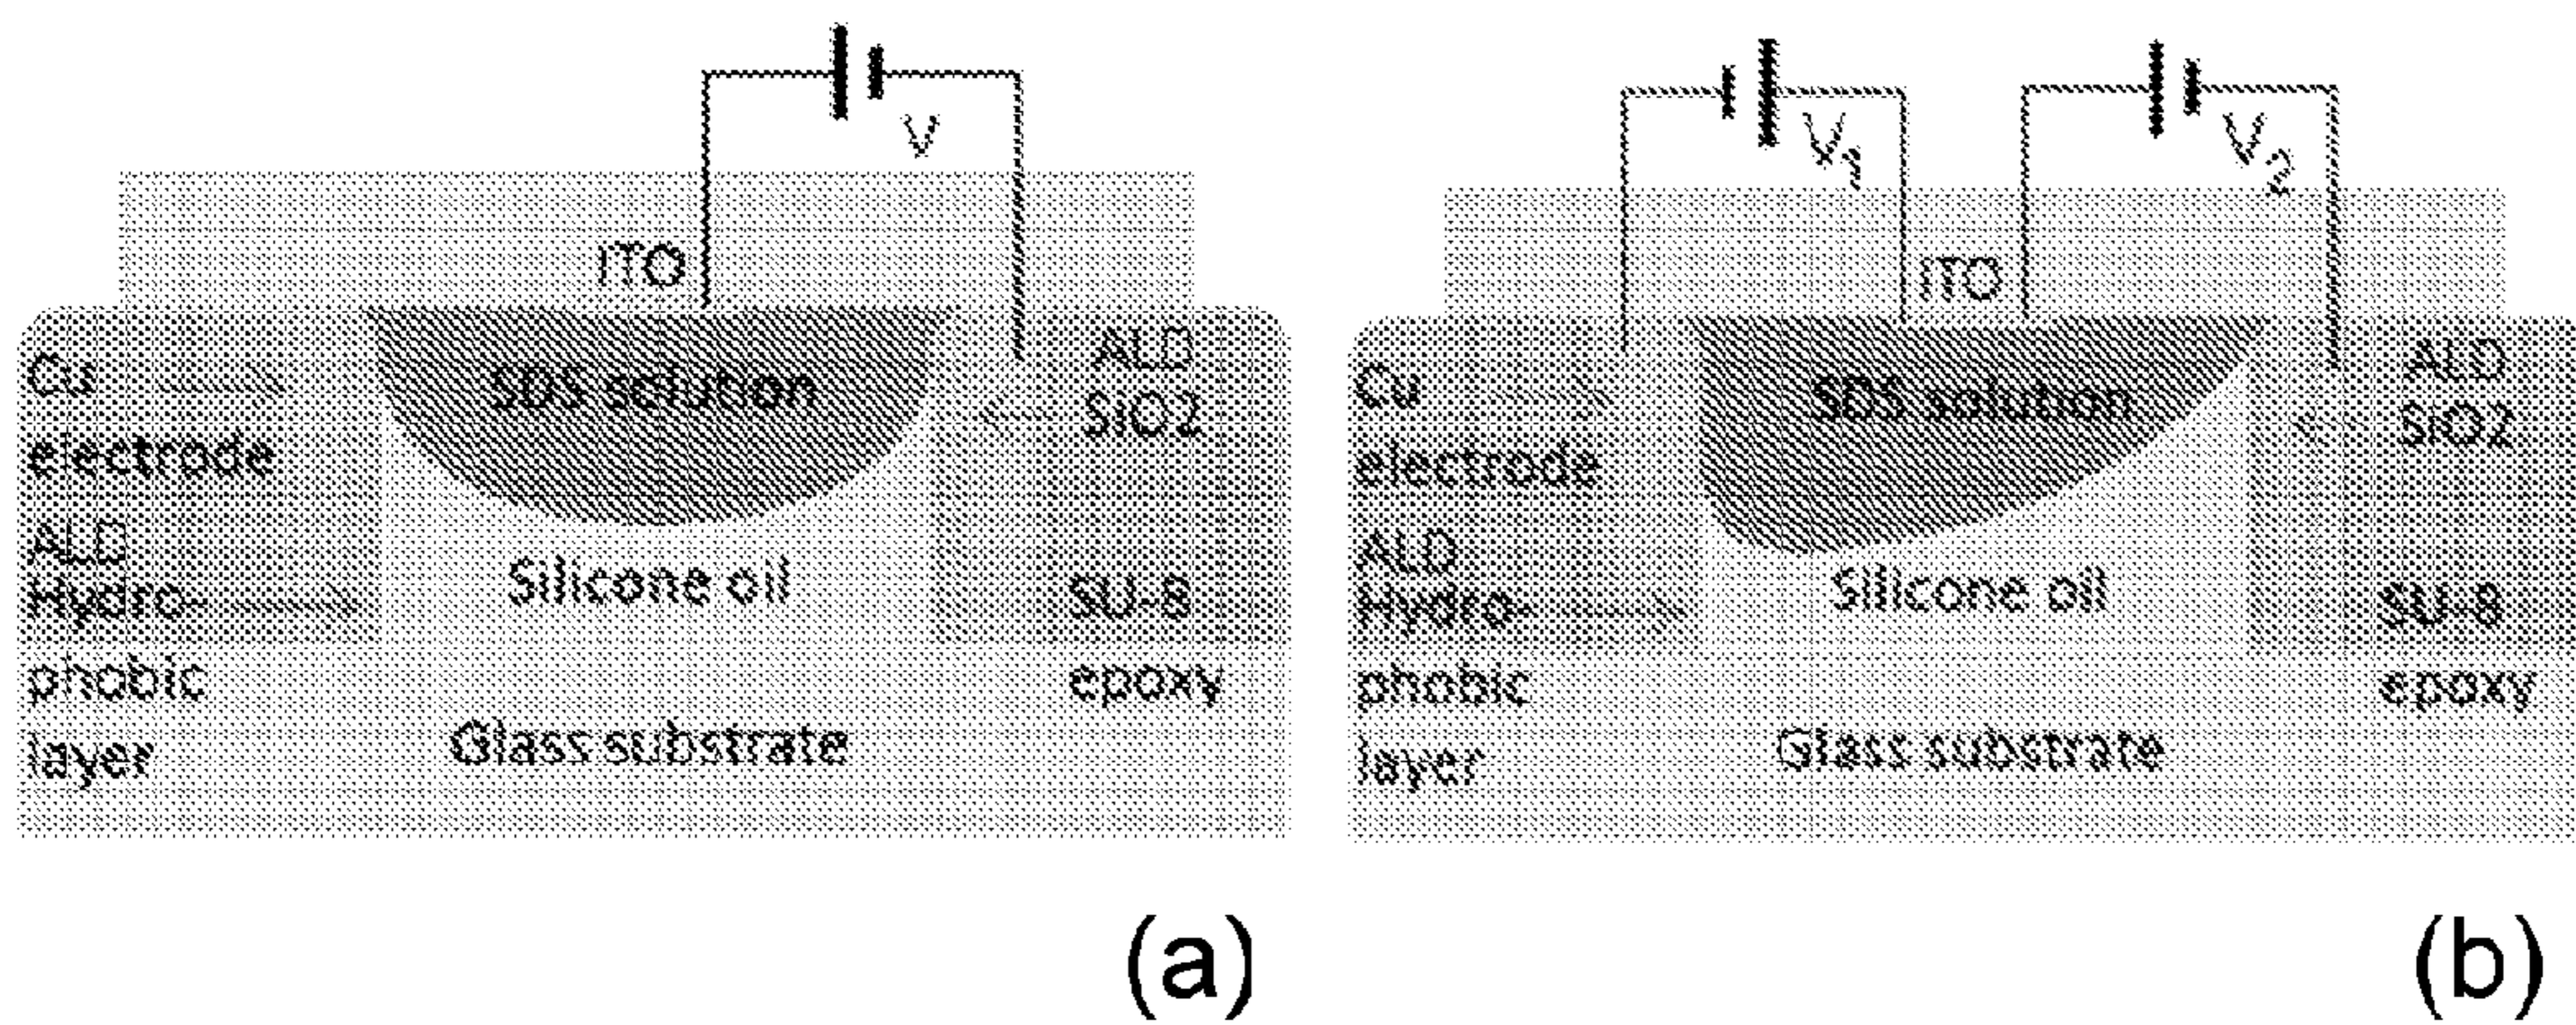 V
ITO
SDS solution
Cu
electrode
ALD
SiO2
ALD
Hydro-
phobic
layer
Silicone oil
SU-8
epoxy
Glass substrate
(a)
V1
V2
ITO
SDS solution
Cu
electrode
ALD
SiO2
ALD
Hydro-
phobic
layer
Silicone oil
SU-8
epoxy
Glass substrate
(b)